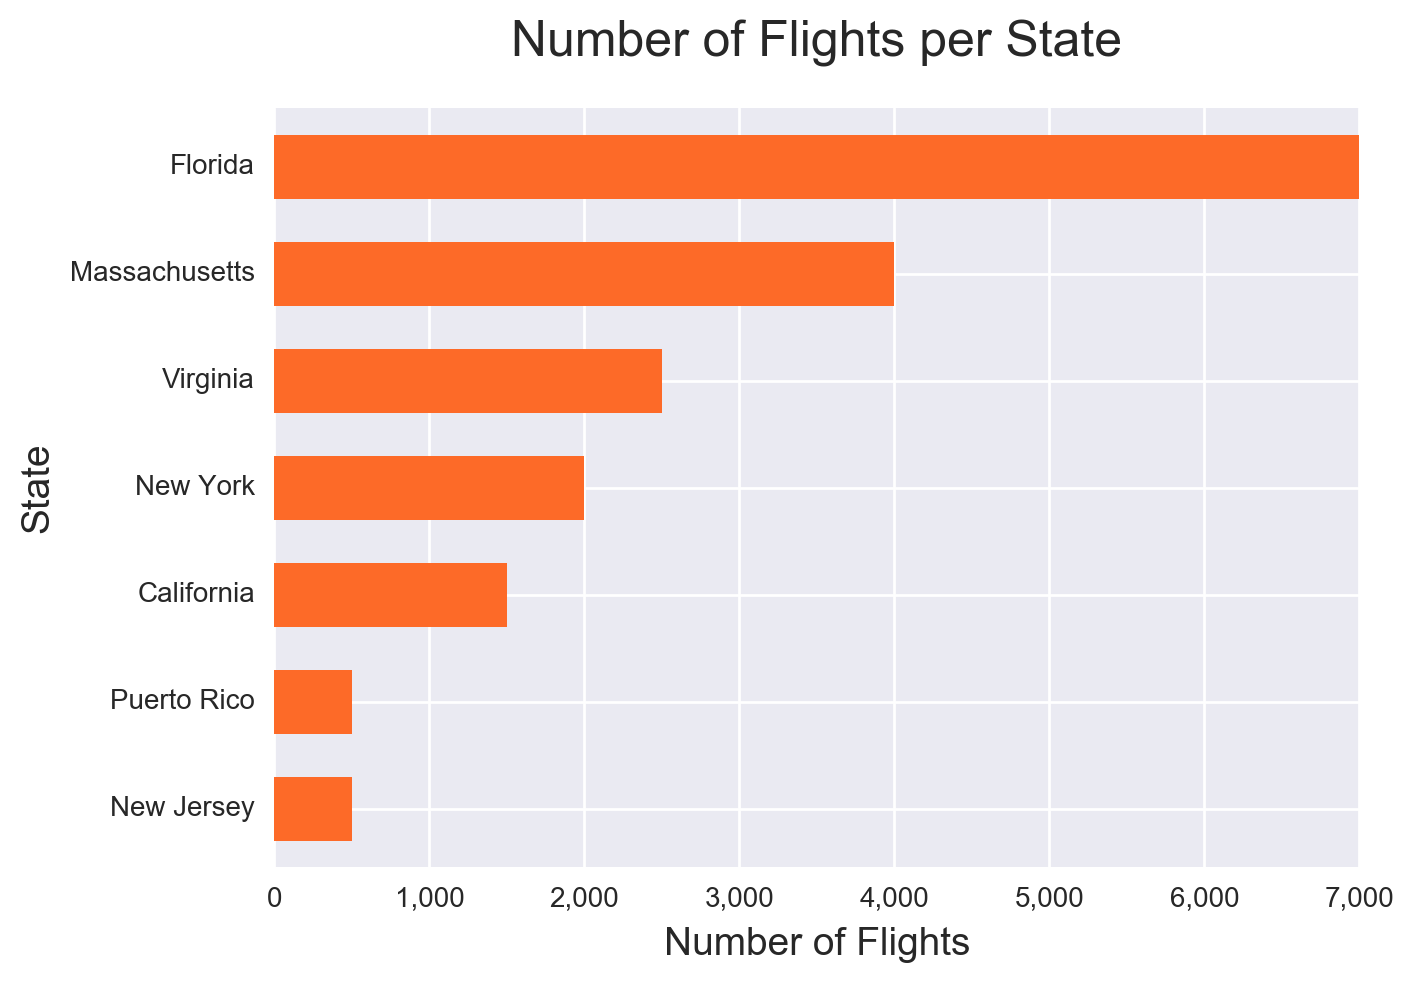 Number of Flights per State
Florida
Massachusetts
Virginia
New York
California
Puerto Rico
New Jersey
State
0 1,000 2,000 3,000 4,000 5,000 6,000 7,000
Number of Flights